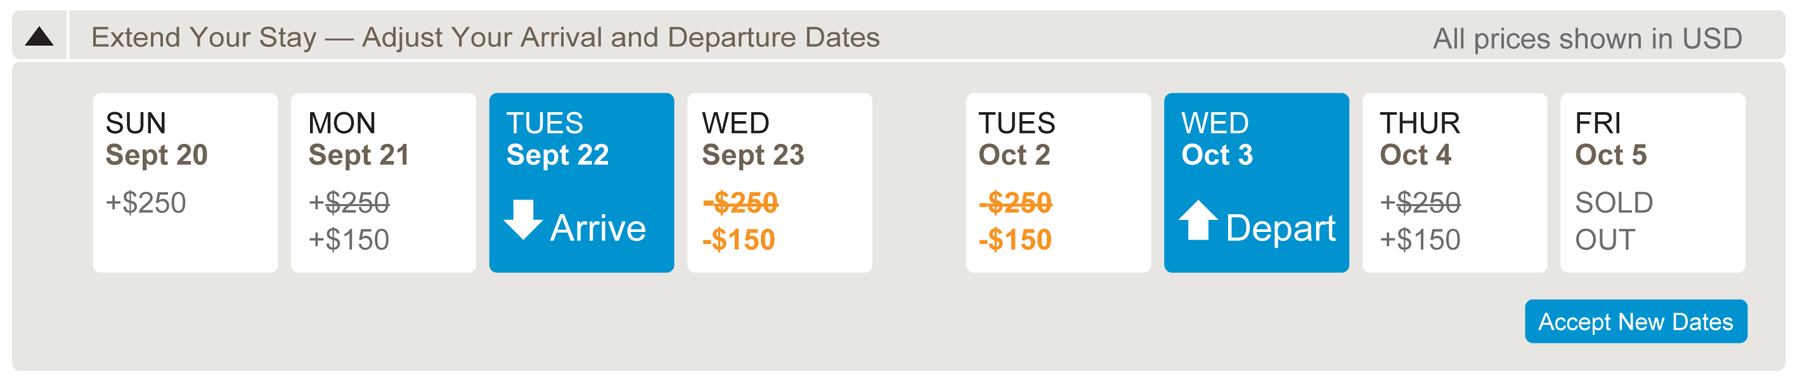 Extend Your Stay — Adjust Your Arrival and Departure Dates
All prices shown in USD
SUN
Sept 20
+$250
MON
Sept 21
+$250
+$150
TUES
Sept 22
Arrive
WED
Sept 23
-$250
-$150
TUES
Oct 2
-$250
-$150
WED
Oct 3
Depart
THUR
Oct 4
+$250
+$150
FRI
Oct 5
SOLD
OUT
Accept New Dates